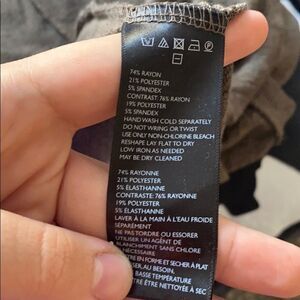 74% RAYON
21% POLYESTER
5% SPANDEX
CONTRAST: 76% RAYON
19% POLYESTER
5% SPANDEX
HAND WASH COLD SEPARATELY
DO NOT WRING OR TWIST
USE ONLY NON-CHLORINE BLEACH
RESHAPE LAY FLAT TO DRY
LOW IRON AS NEEDED
MAY BE DRY CLEANED
74% RAYONNE
21% POLYESTER
5% ÉLASTHANNE
CONTRASTE: 76% RAYONNE
19% POLYESTER
5% ÉLASTHANNE
LAVER À LA MAIN À L'EAU FROIDE
SÉPARÉMENT
NE PAS TORDRE OU ESSORER
UTILISER UN AGENT DE
BLANCHIMENT SANS CHLORE
NÉCESSAIRE
EN FORME ET SÉCHER À PLAT
AU BESOIN,
BASSE TEMPÉRATURE
ÊTRE NETTOYÉ À SEC